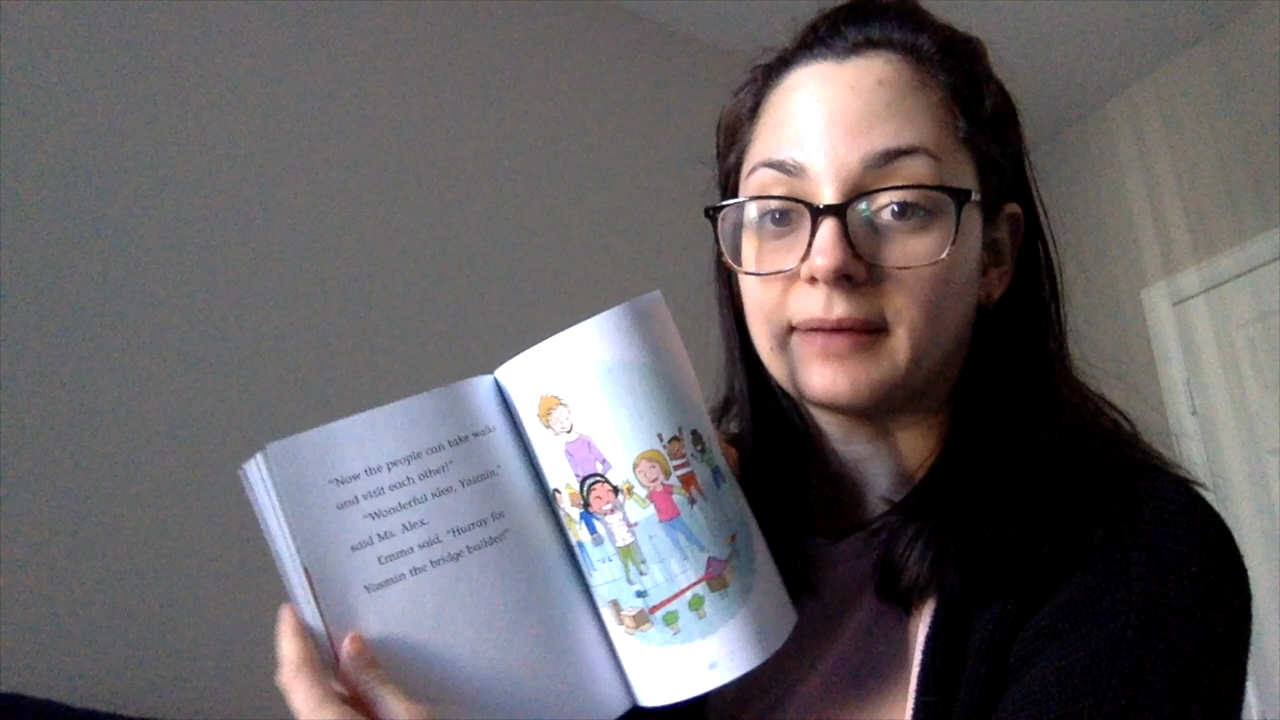 "Now the people can take walks
and visit each other!"
"Wonderful idea, Yasmin,"
said Ms. Alex.
Emma said, "Hurray for
Yasmin the bridge builder!"